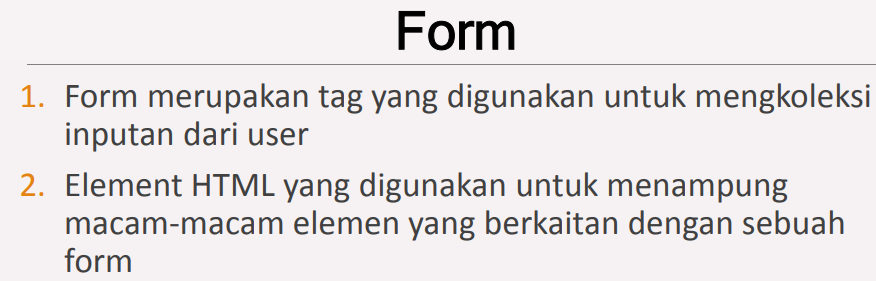 Form
1. Form merupakan tag yang digunakan untuk mengkoleksi
inputan dari user
2. Element HTML yang digunakan untuk menampung
macam-macam elemen yang berkaitan dengan sebuah
form